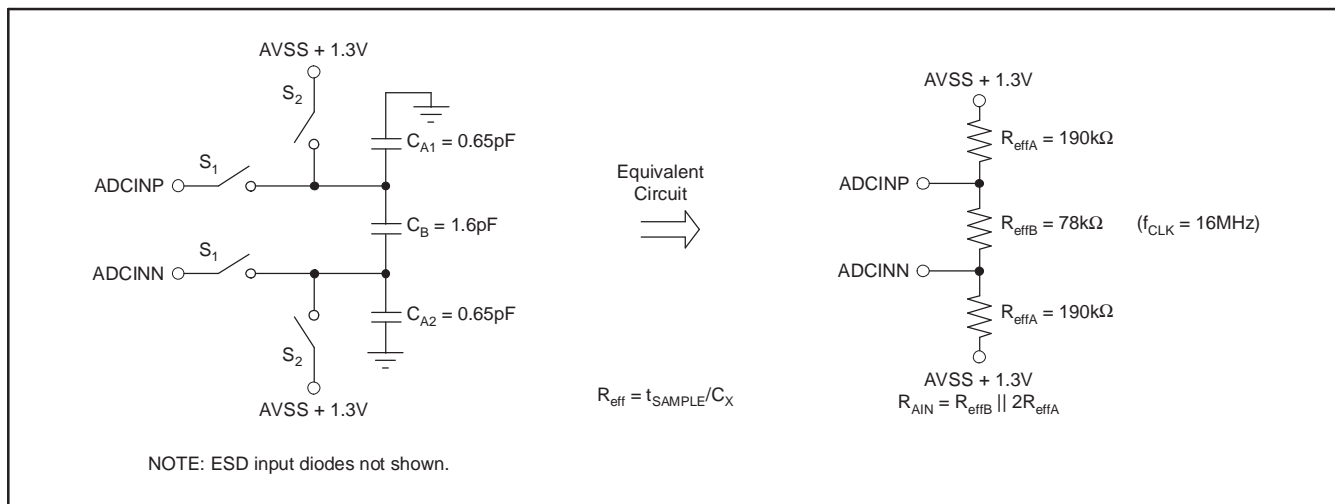 AVSS + 1.3V
S2
CA1 = 0.65pF
S1
ADCINP
CB = 1.6pF
S1
ADCINN
CA2 = 0.65pF
S2
AVSS + 1.3V
NOTE: ESD input diodes not shown.
Equivalent
Circuit
Reff = tSAMPLE/CX
AVSS + 1.3V
ReffA = 190kΩ
ADCINP
ReffB = 78kΩ (fCLK = 16MHz)
ADCINN
ReffA = 190kΩ
AVSS + 1.3V
RAIN = ReffB || 2ReffA